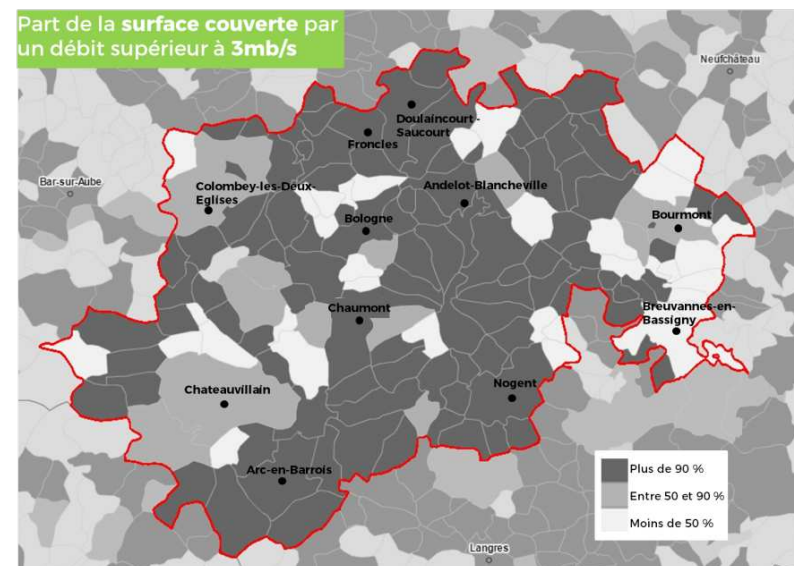 Part de la surface couverte par
un débit supérieur à 3mb/s
Neufchâteau
Doulaincourt -
Saucourt
Froncles
Bar-sur-Aube
Colombey-les-Deux-
Eglises
Andelot-Blancheville
Bologne
Bourmont
Chaumont
Breuvannes-en-
Bassigny
Chateauvillain
Nogent
Arc-en-Barrois
Plus de 90 %
Entre 50 et 90 %
Moins de 50 %
Langres